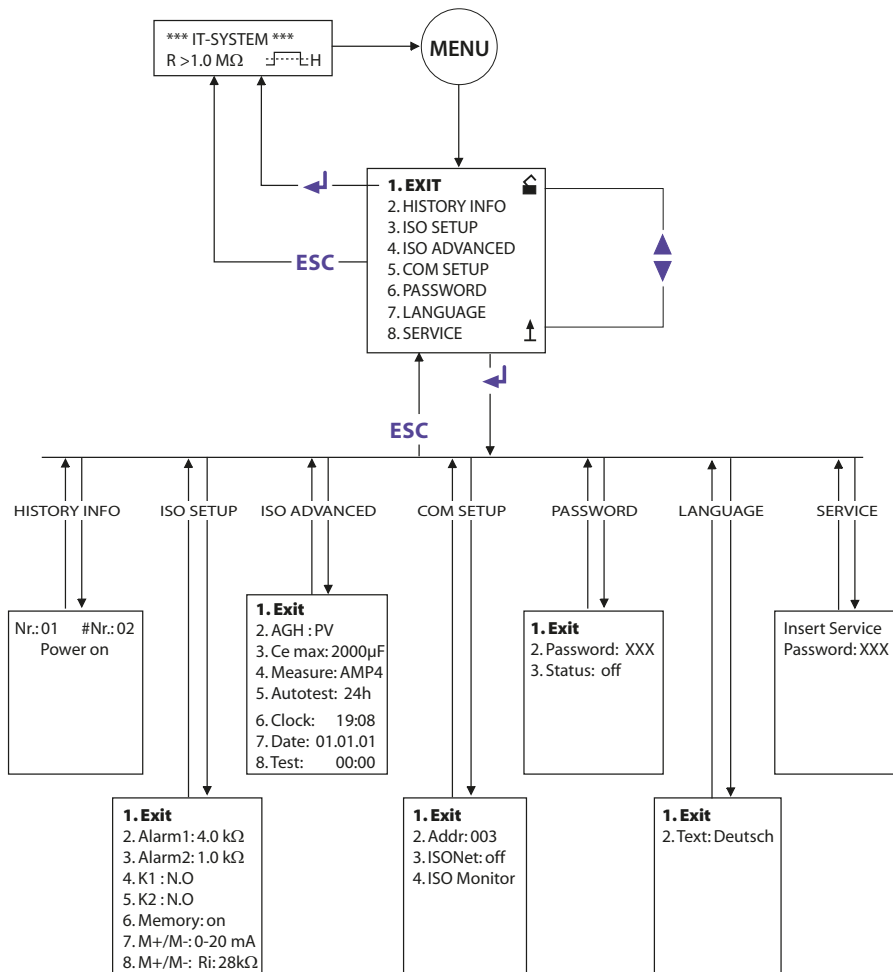 *** IT-SYSTEM ***
R >1.0 MΩ H
MENU
1. EXIT
2. HISTORY INFO
3. ISO SETUP
4. ISO ADVANCED
5. COM SETUP
6. PASSWORD
7. LANGUAGE
8. SERVICE
ESC
ESC
HISTORY INFO
ISO SETUP
ISO ADVANCED
COM SETUP
PASSWORD
LANGUAGE
SERVICE
Nr.: 01 #Nr.: 02
Power on
1. Exit
2. AGH : PV
3. Ce max: 2000µF
4. Measure: AMP4
5. Autotest: 24h
6. Clock: 19:08
7. Date: 01.01.01
8. Test: 00:00
1. Exit
2. Password: XXX
3. Status: off
Insert Service
Password: XXX
1. Exit
2. Alarm1: 4.0 kΩ
3. Alarm2: 1.0 kΩ
4. K1 : N.O
5. K2 : N.O
6. Memory: on
7. M+/M-: 0-20 mA
8. M+/M-: Ri: 28kΩ
1. Exit
2. Addr: 003
3. ISONet: off
4. ISO Monitor
1. Exit
2. Text: Deutsch